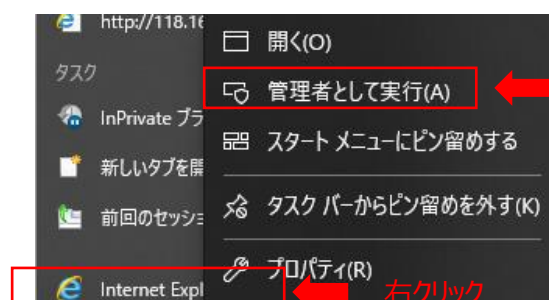 http://118.16
タスク
InPrivate ブラ
新しいタブを開
前回のセッショ
Internet Expl
開く(O)
管理者として実行(A)
スタート メニューにピン留めする
タスク バーからピン留めを外す(K)
プロパティ(R)
右クリック